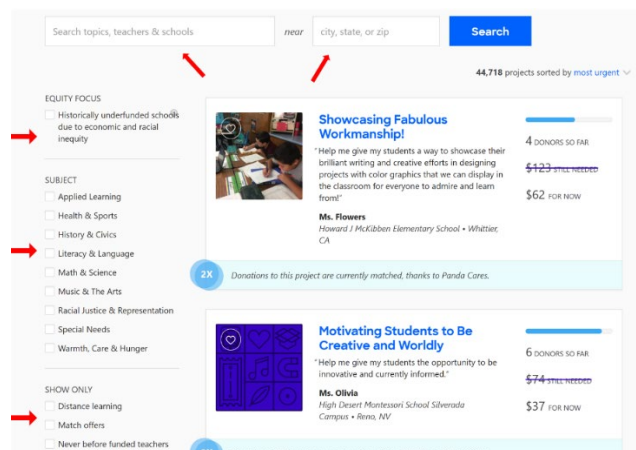 Search topics, teachers & schools
near
city, state, or zip
Search
44,718 projects sorted by most urgent
EQUITY FOCUS
Historically underfunded schools
due to economic and racial
inequity
SUBJECT
Applied Learning
Health & Sports
History & Civics
Literacy & Language
Math & Science
Music & The Arts
Racial Justice & Representation
Special Needs
Warmth, Care & Hunger
SHOW ONLY
Distance learning
Match offers
Never before funded teachers
Showcasing Fabulous
Workmanship!
"Help me give my students a way to showcase their
brilliant writing and creative efforts in designing
projects with color graphics that we can display in
the classroom for everyone to admire and learn
from!"
Ms. Flowers
Howard J McKibben Elementary School • Whittier,
CA
4 DONORS SO FAR
$123 STILL NEEDED
$62 FOR NOW
2X
Donations to this project are currently matched, thanks to Panda Cares.
Motivating Students to Be
Creative and Worldly
"Help me give my students the opportunity to be
innovative and currently informed."
Ms. Olivia
High Desert Montessori School Silverada
Campus • Reno, NV
6 DONORS SO FAR
$74 STILL NEEDED
$37 FOR NOW